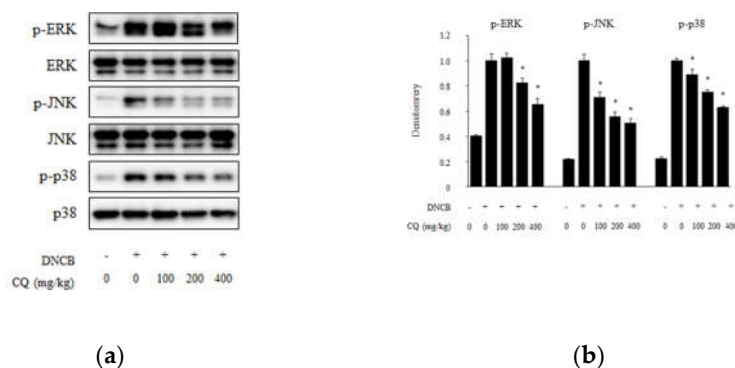 p-ERK
ERK
p-JNK
JNK
p-p38
p38
DNCB - + + + +
CQ (mg/kg) 0 0 100 200 400
(a)
p-ERK p-JNK p-p38
Densitometry
1.2
1.0
0.8
0.6
0.4
0.2
0
* * * * * * * *
DNCB - + + + + - + + + + - + + + +
CQ (mg/kg) 0 0 100 200 400 0 0 100 200 400 0 0 100 200 400
(b)